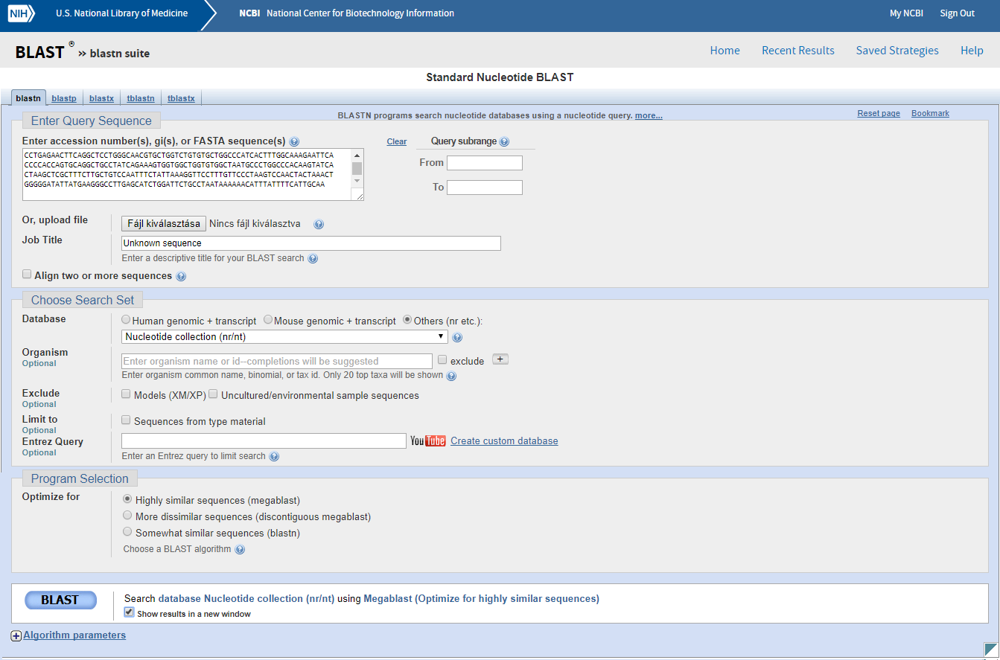 NIH U.S. National Library of Medicine NCBI National Center for Biotechnology Information My NCBI Sign Out
BLAST ® » blastn suite Home Recent Results Saved Strategies Help
Standard Nucleotide BLAST
blastn blastp blastx tblastn tblastx
Enter Query Sequence BLASTN programs search nucleotide databases using a nucleotide query. more... Reset page Bookmark
Enter accession number(s), gi(s), or FASTA sequence(s) Clear Query subrange
CCTGAGAACTTCAGGCTCCTGGGCAACGTGCTGGTCTGTGTGCTGGCCCATCACTTTGGCAAAGAATTCA
CCCCACCAGTGCAGGCTGCCTATCAGAAAGTGGTGGCTGGTGTGGCTAATGCCCTGGCCCACAAGTATCA
CTAAGCTCGCTTTCTTGCTGTCCAATTTCTATTAAAGGTTCCTTTGTTCCCTAAGTCCAACTACTAAACT
GGGGGATATTATGAAGGGCCTTGAGCATCTGGATTCTGCCTAATAAAAAACATTTATTTTCATTGCAA
From
To
Or, upload file Fájl kiválasztása Nincs fájl kiválasztva
Job Title Unknown sequence
Enter a descriptive title for your BLAST search
Align two or more sequences
Choose Search Set
Database Human genomic + transcript Mouse genomic + transcript Others (nr etc.):
Nucleotide collection (nr/nt)
Organism
Optional
Enter organism name or id--completions will be suggested exclude +
Enter organism common name, binomial, or tax id. Only 20 top taxa will be shown
Exclude
Optional
Models (XM/XP) Uncultured/environmental sample sequences
Limit to
Optional
Sequences from type material
Entrez Query
Optional
YouTube Create custom database
Enter an Entrez query to limit search
Program Selection
Optimize for Highly similar sequences (megablast)
More dissimilar sequences (discontiguous megablast)
Somewhat similar sequences (blastn)
Choose a BLAST algorithm
BLAST Search database Nucleotide collection (nr/nt) using Megablast (Optimize for highly similar sequences)
Show results in a new window
Algorithm parameters